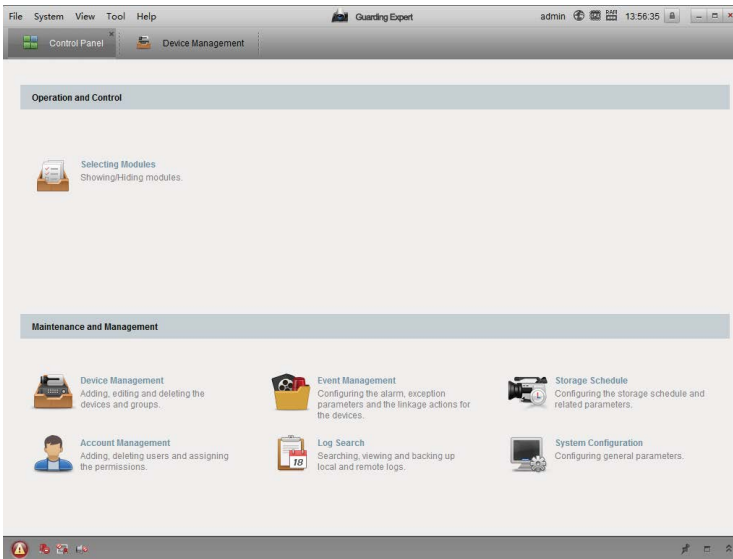 File System View Tool Help Guarding Expert admin 13:56:35
Control Panel Device Management
Operation and Control
Selecting Modules
Showing/Hiding modules.
Maintenance and Management
Device Management
Adding, editing and deleting the
devices and groups.
Event Management
Configuring the alarm, exception
parameters and the linkage actions for
the devices.
Storage Schedule
Configuring the storage schedule and
related parameters.
Account Management
Adding, deleting users and assigning
the permissions.
18
Log Search
Searching, viewing and backing up
local and remote logs.
System Configuration
Configuring general parameters.